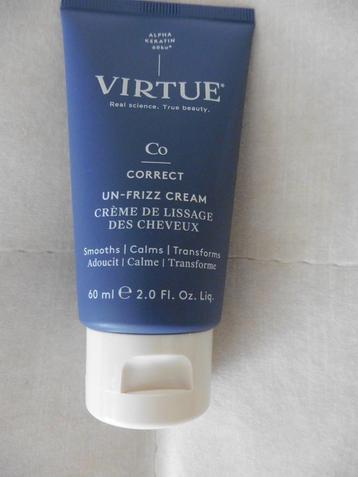 ALPHA
KERATIN
60ku®
VIRTUE®
Real science. True beauty.
Co
CORRECT
UN-FRIZZ CREAM
CRÈME DE LISSAGE
DES CHEVEUX
Smooths | Calms | Transforms
Adoucit | Calme | Transforme
60 ml ℮ 2.0 Fl. Oz. Liq.